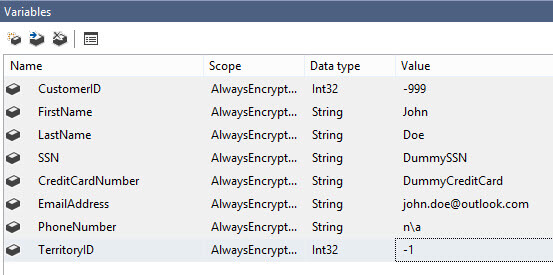 Variables
Name Scope Data type Value
CustomerID AlwaysEncrypt... Int32 -999
FirstName AlwaysEncrypt... String John
LastName AlwaysEncrypt... String Doe
SSN AlwaysEncrypt... String DummySSN
CreditCardNumber AlwaysEncrypt... String DummyCreditCard
EmailAddress AlwaysEncrypt... String john.doe@outlook.com
PhoneNumber AlwaysEncrypt... String n\a
TerritoryID AlwaysEncrypt... Int32 -1